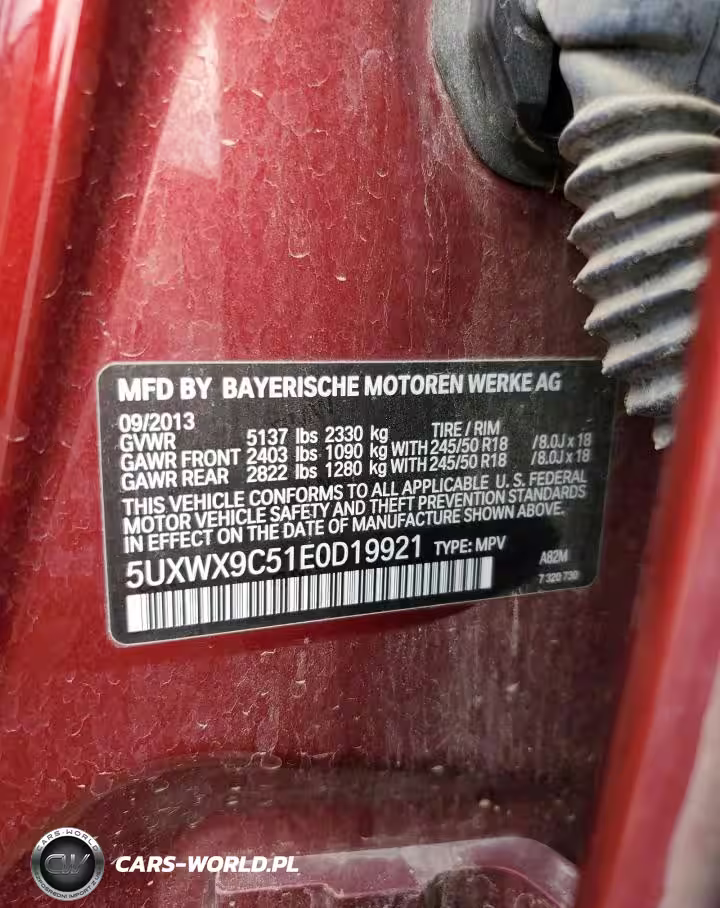 MFD BY BAYERISCHE MOTOREN WERKE AG
09/2013 TIRE / RIM
GVWR 5137 lbs 2330 kg
GAWR FRONT 2403 lbs 1090 kg WITH 245/50 R18 /8.0J x 18
GAWR REAR 2822 lbs 1280 kg WITH 245/50 R18 /8.0J x 18
THIS VEHICLE CONFORMS TO ALL APPLICABLE U. S. FEDERAL
MOTOR VEHICLE SAFETY AND THEFT PREVENTION STANDARDS
IN EFFECT ON THE DATE OF MANUFACTURE SHOWN ABOVE.
5UXWX9C51E0D19921 TYPE: MPV A82M
7 320 730
CARS-WORLD
CARS-WORLD.PL